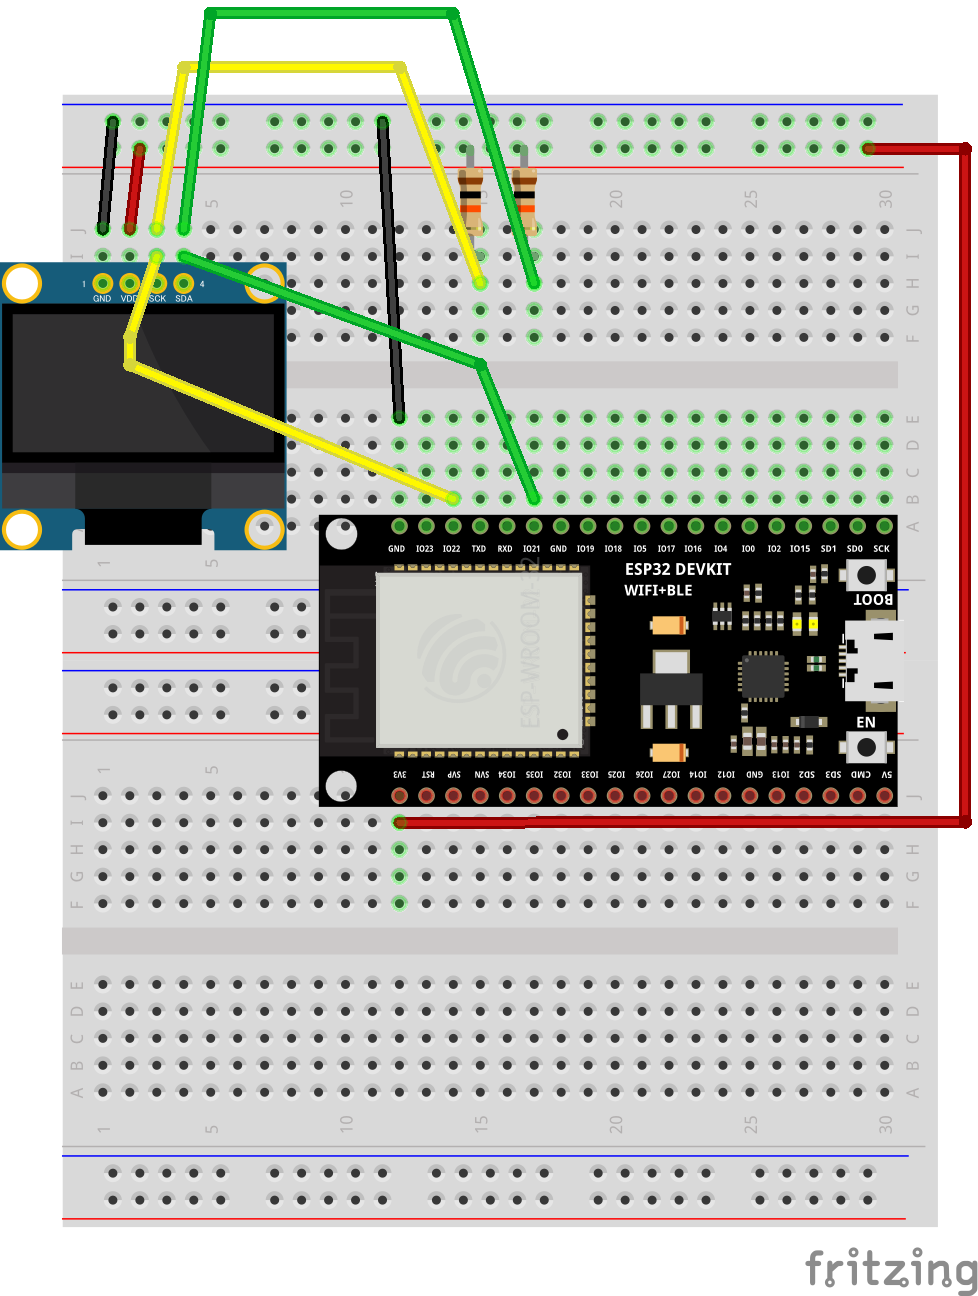 5
10
15
20
25
30
J
J
I
I
H
H
G
G
F
F
1
4
GND
VDD
SCK
SDA
E
E
D
D
C
C
B
B
A
A
GND IO23 IO22 TXD RXD IO21 GND IO19 IO18 IO5 IO17 IO16 IO4 IO0 IO2 IO15 SD1 SD0 SCK
1
5
ESP32 DEVKIT
WIFI+BLE
BOOT
ESP-WROOM-32
EN
3V3 RST SVP SVN IO34 IO35 IO32 IO33 IO25 IO26 IO27 IO14 IO12 GND IO13 SD2 SD3 CMD 5V
1
5
J
J
I
H
H
G
G
F
F
E
E
D
D
C
C
B
B
A
A
1
5
10
15
20
25
30
fritzing